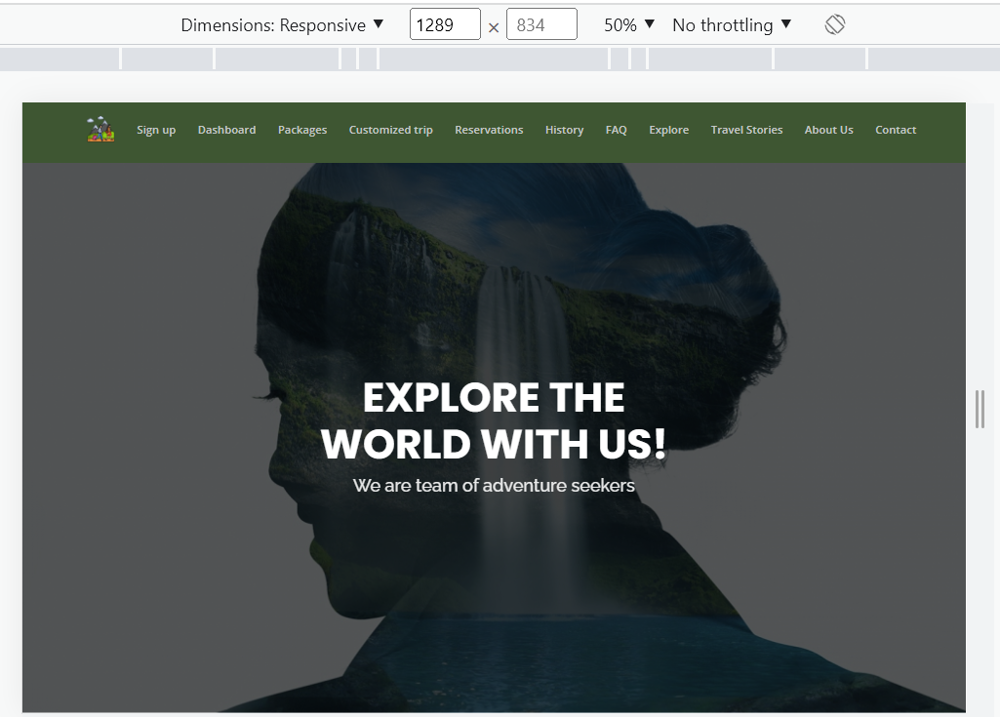 Dimensions: Responsive ▼ 1289 × 834 50% ▼ No throttling ▼
Sign up Dashboard Packages Customized trip Reservations History FAQ Explore Travel Stories About Us Contact
EXPLORE THE
WORLD WITH US!
We are team of adventure seekers